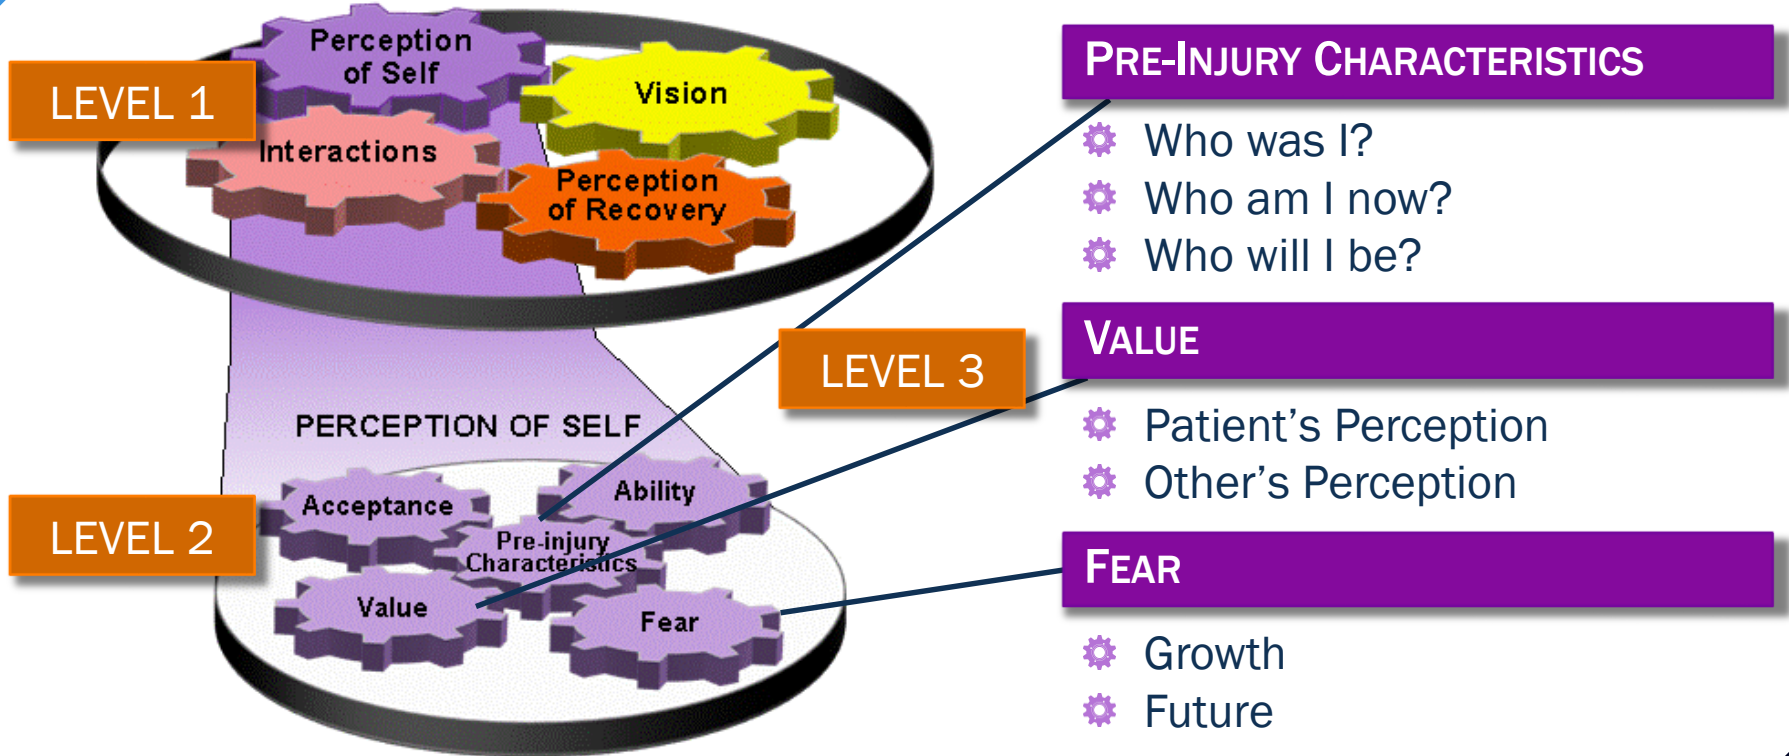 LEVEL 1
Perception
of Self
Vision
Interactions
Perception
of Recovery
LEVEL 2
PERCEPTION OF SELF
Acceptance
Ability
Pre-injury
Characteristics
Value
Fear
LEVEL 3
PRE-INJURY CHARACTERISTICS
Who was I?
Who am I now?
Who will I be?
VALUE
Patient’s Perception
Other’s Perception
FEAR
Growth
Future